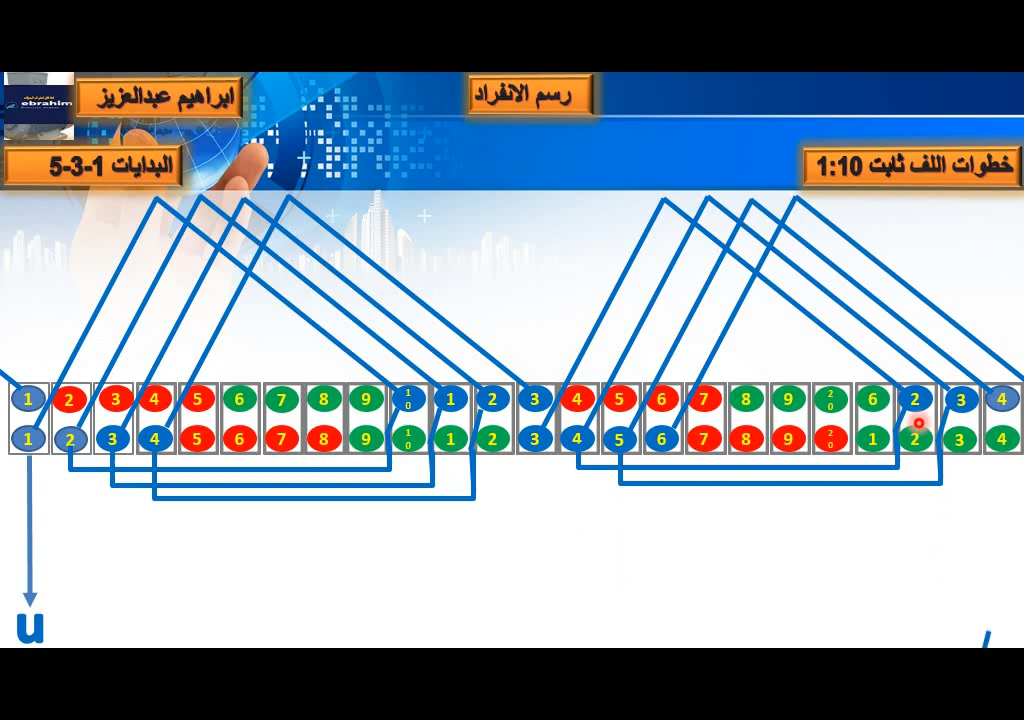 ebrahim
ابراهيم عبدالعزيز
رسم الانفراد
البدايات 1-3-5
خطوات اللف ثابت 1:10
1 2 3 4 5 6 7 8 9 10 1 2 3 4 5 6 7 8 9 20 6 2 3 4
1 2 3 4 5 6 7 8 9 10 1 2 3 4 5 6 7 8 9 20 1 2 3 4
u